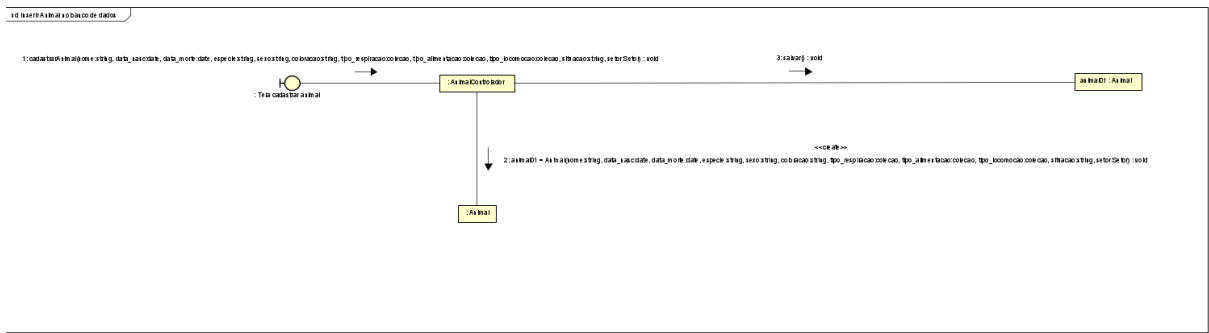 sd Inserir Animal no banco de dados
1: cadastrarAnimal(nome:string, data_nasc:date, data_morte:date, especie:string, sexo:string, coloracao:string, tipo_respiracao:colecao, tipo_alimentacao:colecao, tipo_locomocao:colecao, situacao:string, setor:Setor) : void
3: salvar() : void
: AnimalControlador
animal01 : Animal
: Tela cadastrar animal
<<create>>
2: animal01 = Animal(nome:string, data_nasc:date, data_morte:date, especie:string, sexo:string, coloracao:string, tipo_respiracao:colecao, tipo_alimentacao:colecao, tipo_locomocao:colecao, situacao:string, setor:Setor) : void
: Animal